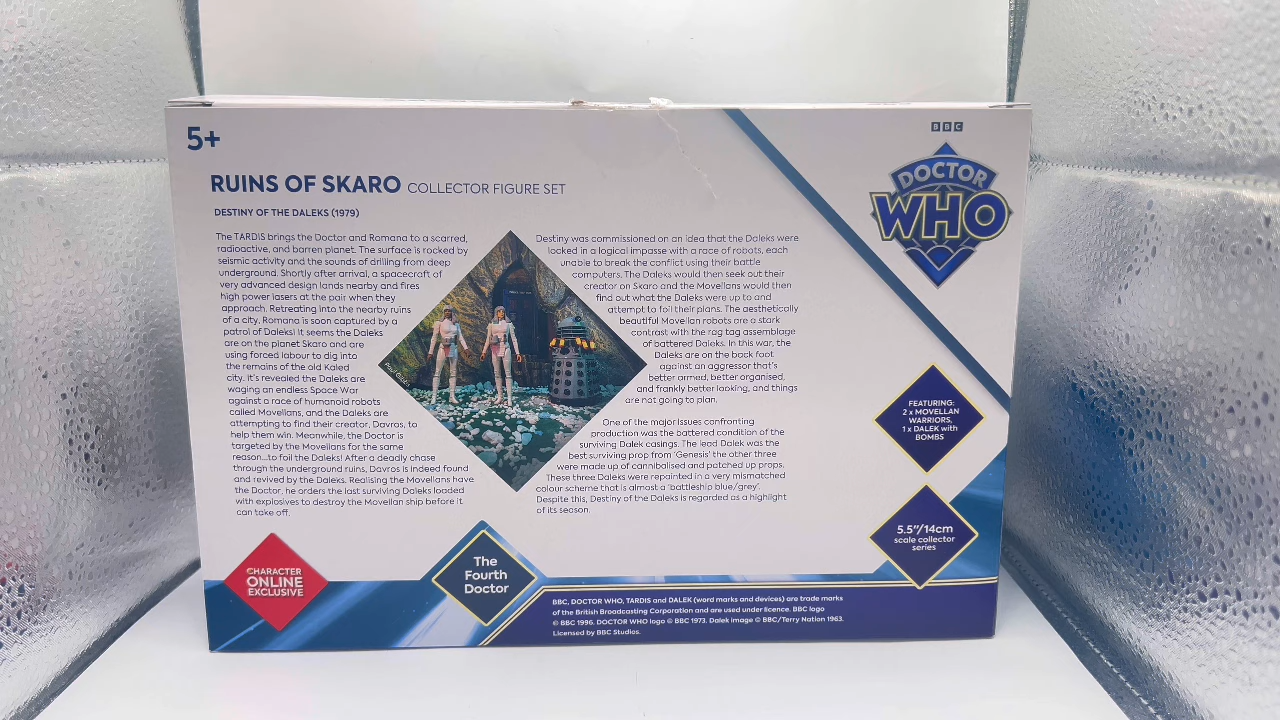 5+
BBC
DOCTOR
WHO
RUINS OF SKARO COLLECTOR FIGURE SET
DESTINY OF THE DALEKS (1979)
The TARDIS brings the Doctor and Romana to a scarred,
radioactive, and barren planet. The surface is racked by
seismic activity and the sounds of drilling from deep
underground. Shortly after arrival, a spacecraft of
very advanced design lands nearby and fires
high power lasers at the pair when they
approach. Retreating into the nearby ruins
of a city, Romana is soon captured by a
patrol of Daleks! It seems the Daleks
are on the planet Skaro and are
using forced labour to dig into
the remains of the old Kaled
city. It's revealed the Daleks are
waging an endless Space War
against a race of humanoid robots
called Movellans, and the Daleks are
attempting to find their creator, Davros; to
help them win. Meanwhile, the Doctor is
targeted by the Movellans for the same
reason...to foil the Daleks! After a deadly chase
through the underground ruins, Davros is indeed found
and revived by the Daleks. Realising the Movellans have
the Doctor, he orders the last surviving Daleks loaded
with explosives to destroy the Movellan ship before it
can take off.
Destiny was commissioned on an idea that the Daleks were
locked in a logical impasse with a race of robots, each
unable to break the conflict using their battle
computers. The Daleks would then seek out their
creator on Skaro and the Movellans would then
find out what the Daleks were up to and
attempt to foil their plans. The aesthetically
beautiful Movellan robots are a stark
contrast with the rag tag assemblage
of battered Daleks. In this war, the
Daleks are on the back foot
against an aggressor that's
better armed, better organised,
and frankly better looking, and things
are not going to plan.
One of the major issues confronting
production was the battered condition of the
surviving Dalek casings. The lead Dalek was the
best surviving prop from 'Genesis' the other three
were made up of cannibalised and patched up props.
These three Daleks were repainted in a very mismatched
colour scheme that is almost a 'battleship blue/grey'.
Despite this, Destiny of the Daleks is regarded as a highlight
of its season.
FEATURING:
2 x MOVELLAN
WARRIORS,
1 x DALEK with
BOMBS
5.5"/14cm
scale collector
series
CHARACTER
ONLINE
EXCLUSIVE
The
Fourth
Doctor
BBC, DOCTOR WHO, TARDIS and DALEK (word marks and devices) are trade marks
of the British Broadcasting Corporation and are used under licence. BBC logo
© BBC 1996. DOCTOR WHO logo © BBC 1973. Dalek image © BBC/Terry Nation 1963.
Licensed by BBC Studios.